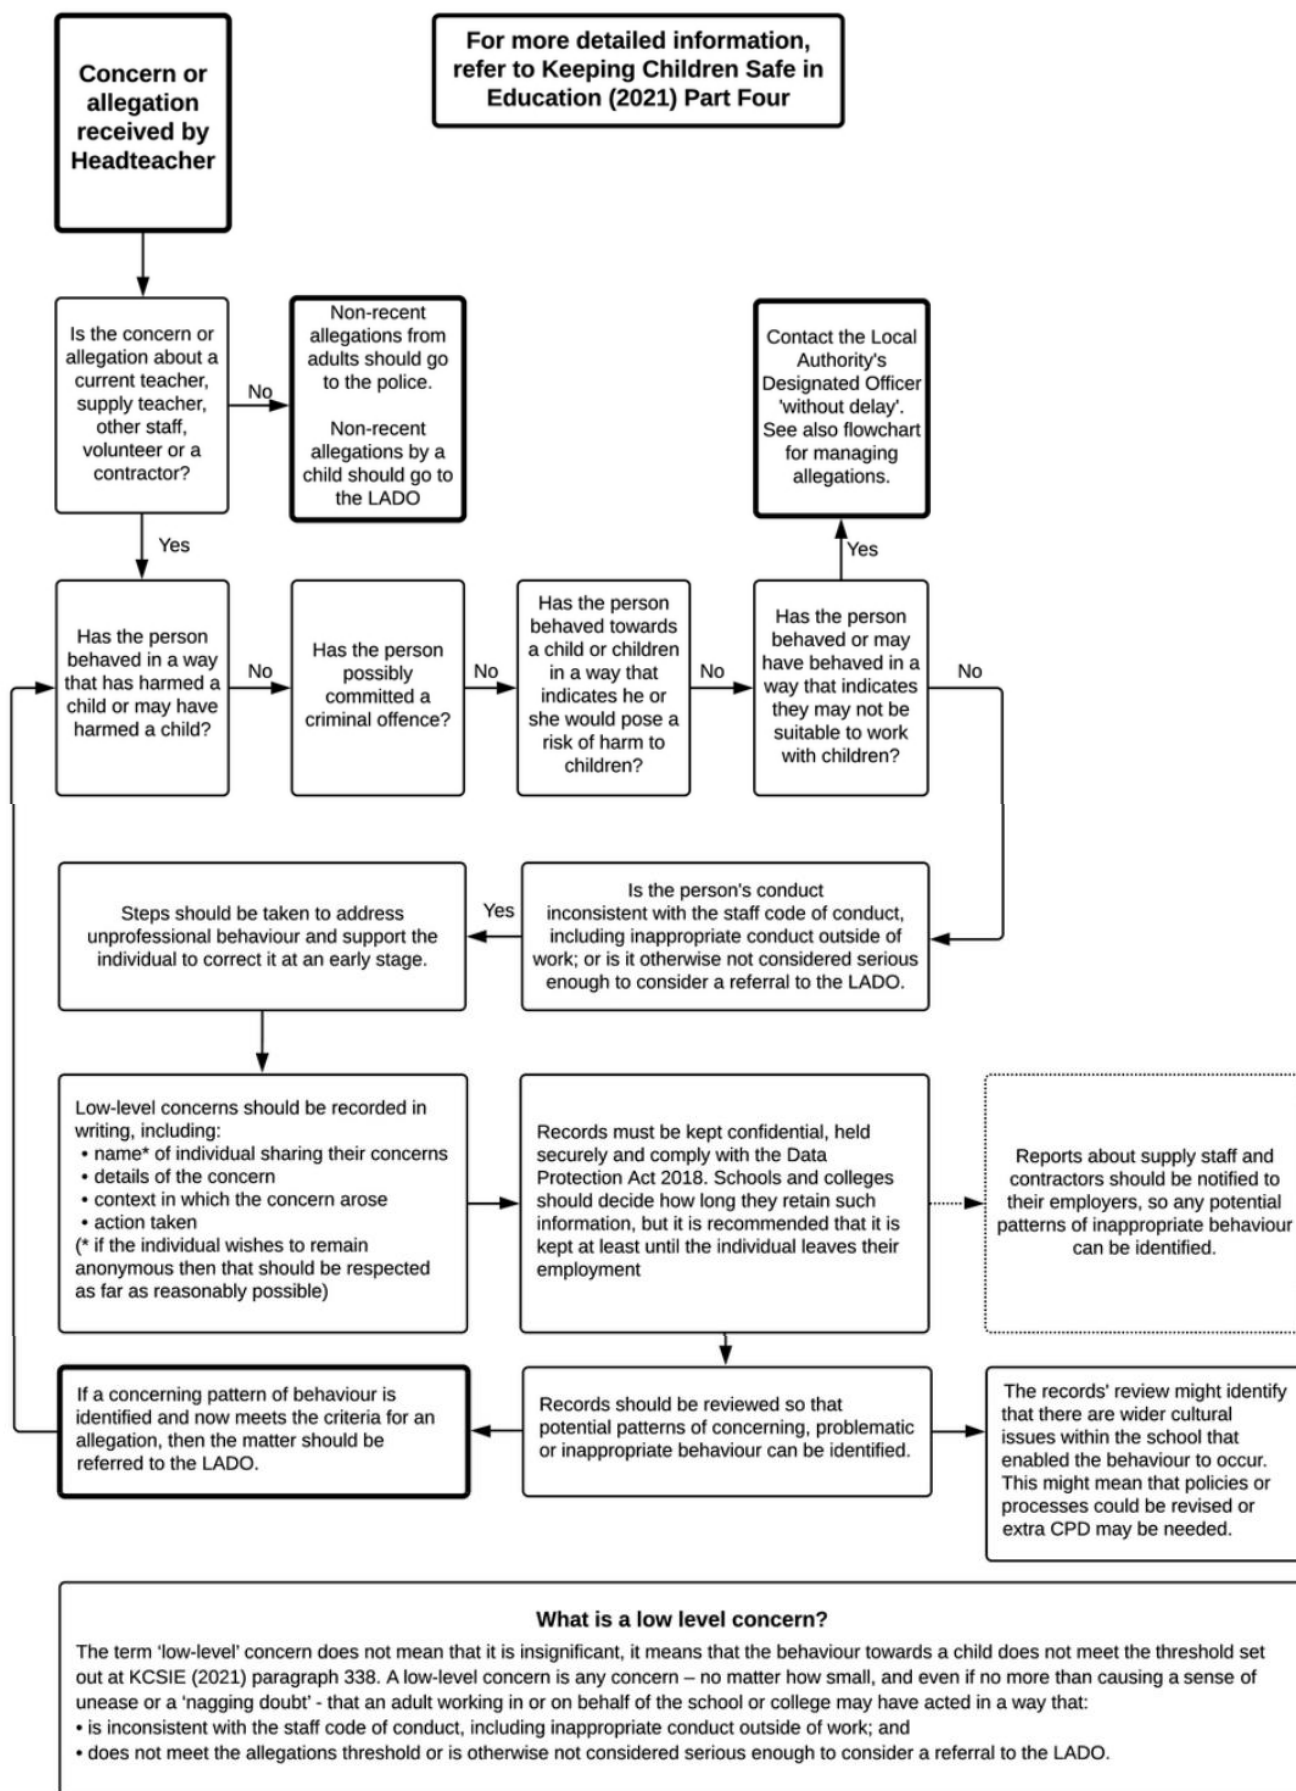 Concern or
allegation
received by
Headteacher
For more detailed information,
refer to Keeping Children Safe in
Education (2021) Part Four
Is the concern or
allegation about a
current teacher,
supply teacher,
other staff,
volunteer or a
contractor?
No
Non-recent
allegations from
adults should go
to the police.
Non-recent
allegations by a
child should go to
the LADO
Contact the Local
Authority's
Designated Officer
'without delay'.
See also flowchart
for managing
allegations.
Yes
Yes
Has the person
behaved in a way
that has harmed a
child or may have
harmed a child?
No
Has the person
possibly
committed a
criminal offence?
No
Has the person
behaved towards
a child or children
in a way that
indicates he or
she would pose a
risk of harm to
children?
No
Has the person
behaved or may
have behaved in a
way that indicates
they may not be
suitable to work
with children?
No
Is the person's conduct
inconsistent with the staff code of conduct,
including inappropriate conduct outside of
work; or is it otherwise not considered serious
enough to consider a referral to the LADO.
Yes
Steps should be taken to address
unprofessional behaviour and support the
individual to correct it at an early stage.
Low-level concerns should be recorded in
writing, including:
• name* of individual sharing their concerns
• details of the concern
• context in which the concern arose
• action taken
(* if the individual wishes to remain
anonymous then that should be respected
as far as reasonably possible)
Records must be kept confidential, held
securely and comply with the Data
Protection Act 2018. Schools and colleges
should decide how long they retain such
information, but it is recommended that it is
kept at least until the individual leaves their
employment
Reports about supply staff and
contractors should be notified to
their employers, so any potential
patterns of inappropriate behaviour
can be identified.
If a concerning pattern of behaviour is
identified and now meets the criteria for an
allegation, then the matter should be
referred to the LADO.
Records should be reviewed so that
potential patterns of concerning, problematic
or inappropriate behaviour can be identified.
The records' review might identify
that there are wider cultural
issues within the school that
enabled the behaviour to occur.
This might mean that policies or
processes could be revised or
extra CPD may be needed.
What is a low level concern?
The term ‘low-level’ concern does not mean that it is insignificant, it means that the behaviour towards a child does not meet the threshold set
out at KCSIE (2021) paragraph 338. A low-level concern is any concern – no matter how small, and even if no more than causing a sense of
unease or a ‘nagging doubt’ - that an adult working in or on behalf of the school or college may have acted in a way that:
• is inconsistent with the staff code of conduct, including inappropriate conduct outside of work; and
• does not meet the allegations threshold or is otherwise not considered serious enough to consider a referral to the LADO.